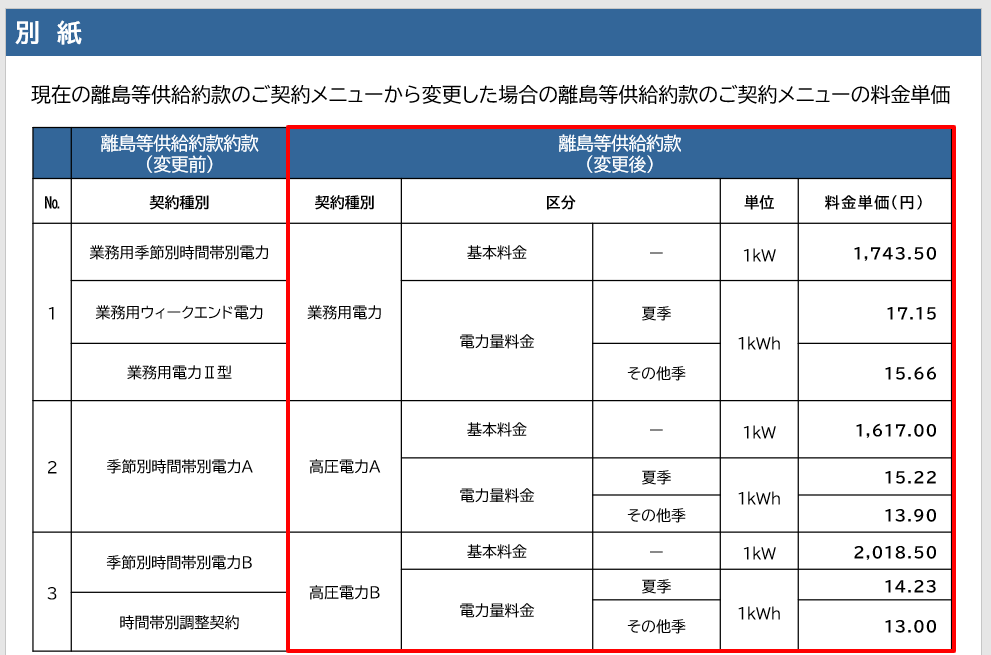 別 紙
現在の離島等供給約款のご契約メニューから変更した場合の離島等供給約款のご契約メニューの料金単価
離島等供給約款約款
（変更前）
離島等供給約款
（変更後）
No.
契約種別
契約種別
区分
単位
料金単価（円）
1
業務用季節別時間帯別電力
業務用ウィークエンド電力
業務用電力Ⅱ型
業務用電力
基本料金
－
1kW
1,743.50
電力量料金
夏季
1kWh
17.15
その他季
15.66
2
季節別時間帯別電力A
高圧電力A
基本料金
－
1kW
1,617.00
電力量料金
夏季
1kWh
15.22
その他季
13.90
3
季節別時間帯別電力B
時間帯別調整契約
高圧電力B
基本料金
－
1kW
2,018.50
電力量料金
夏季
1kWh
14.23
その他季
13.00